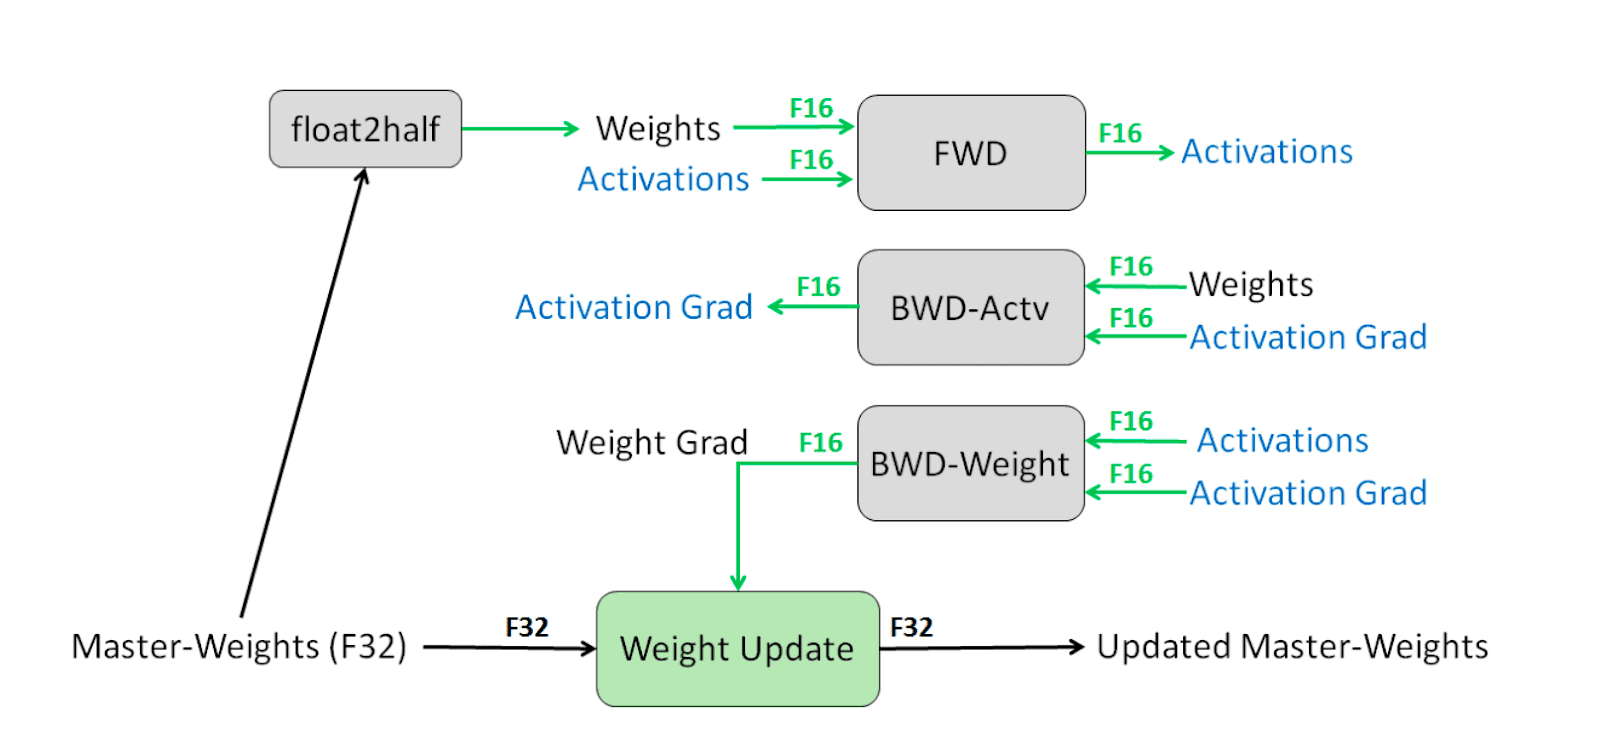 float2half
Weights
F16
Activations
F16
FWD
F16
Activations
Activation Grad
F16
BWD-Actv
F16
Weights
F16
Activation Grad
Weight Grad
F16
BWD-Weight
F16
Activations
F16
Activation Grad
Master-Weights (F32)
F32
Weight Update
F32
Updated Master-Weights